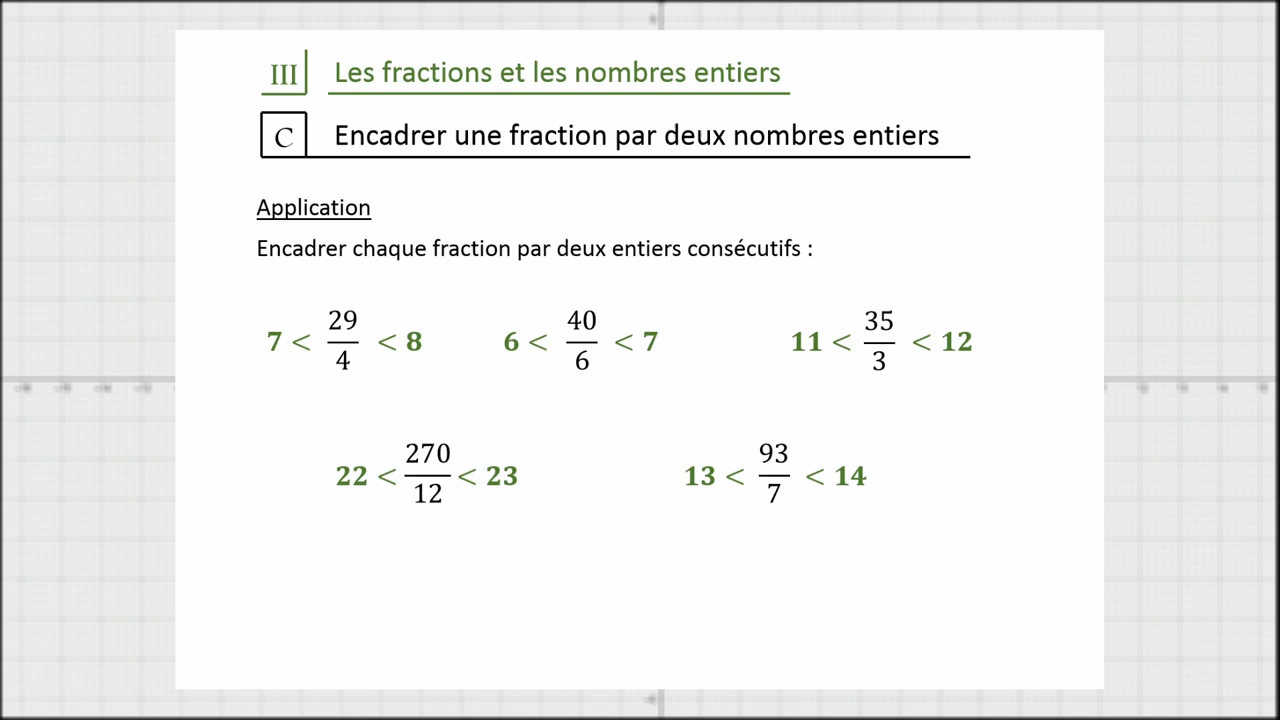 III Les fractions et les nombres entiers
C Encadrer une fraction par deux nombres entiers
Application
Encadrer chaque fraction par deux entiers consécutifs :
7 < 29/4 < 8 6 < 40/6 < 7 11 < 35/3 < 12
22 < 270/12 < 23 13 < 93/7 < 14